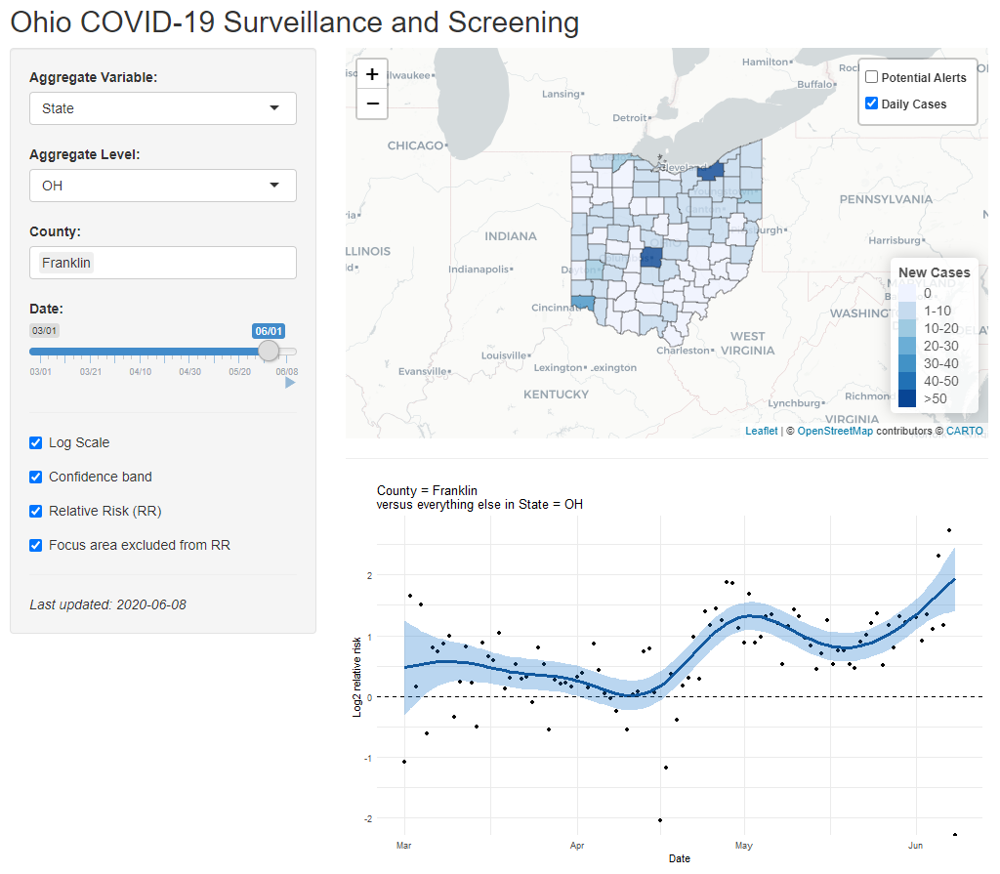 Ohio COVID-19 Surveillance and Screening
Aggregate Variable:
State
Aggregate Level:
OH
County:
Franklin
Date:
03/01
06/01
03/01 03/21 04/10 04/30 05/20 06/08
Log Scale
Confidence band
Relative Risk (RR)
Focus area excluded from RR
Last updated: 2020-06-08
+
−
Milwaukee
Lansing
Hamilton
Buffalo
Detroit
CHICAGO
Cleveland
Youngstown
Canton
PENNSYLVANIA
INDIANA
Harrisburg
Indianapolis
Dayton
Cincinnati
WEST
VIRGINIA
Charleston
Louisville
Lexington Lexington
Evansville
KENTUCKY
Lynchburg
Richmond
VIRGINIA
MARYLAND
Potential Alerts
Daily Cases
New Cases
0
1-10
10-20
20-30
30-40
40-50
>50
Leaflet | © OpenStreetMap contributors © CARTO
County = Franklin
versus everything else in State = OH
Log2 relative risk
2
1
0
-1
-2
Mar Apr May Jun
Date